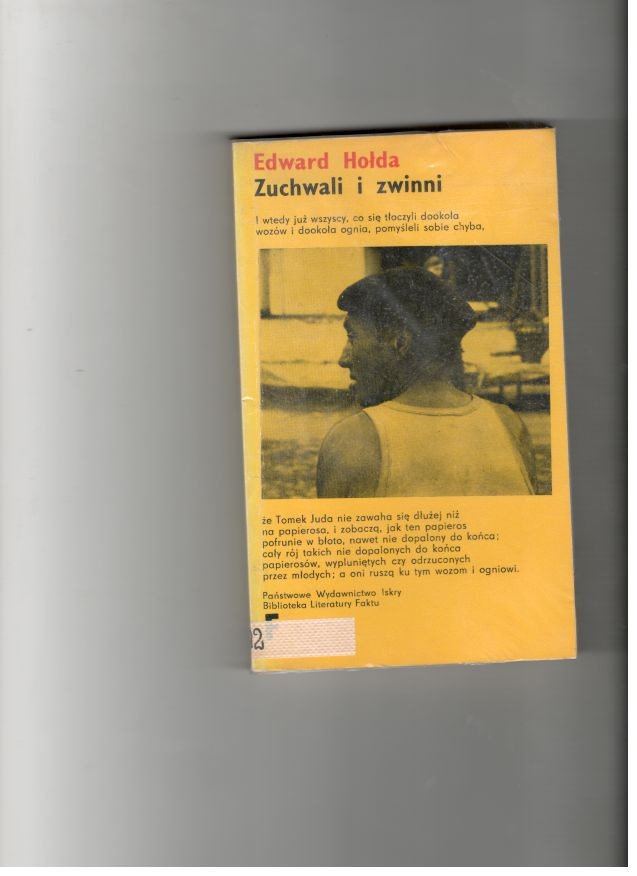 Edward Hołda
Zuchwali i zwinni
I wtedy już wszyscy, co się tłoczyli dookoła
wozów i dookoła ognia, pomyśleli sobie chyba,
że Tomek Juda nie zawaha się dłużej niż
na papierosa, i zobaczą, jak ten papieros
pofrunie w błoto, nawet nie dopalony do końca;
cały rój takich nie dopalonych do końca
papierosów, wypluniętych czy odrzuconych
przez młodych; a oni ruszą ku tym wozom i ogniowi.
Państwowe Wydawnictwo Iskry
Biblioteka Literatury Faktu